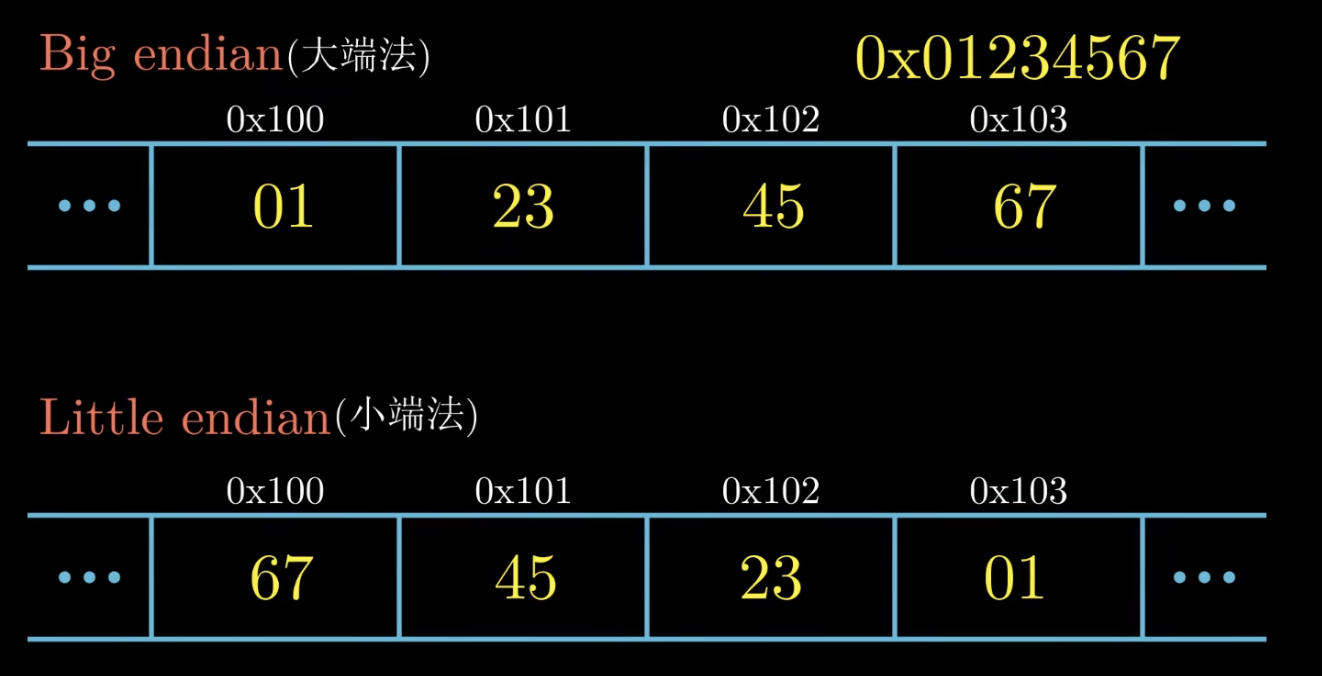 Big endian(大端法) 0x01234567
0x100 0x101 0x102 0x103
... 01 23 45 67 ...
Little endian(小端法)
0x100 0x101 0x102 0x103
... 67 45 23 01 ...